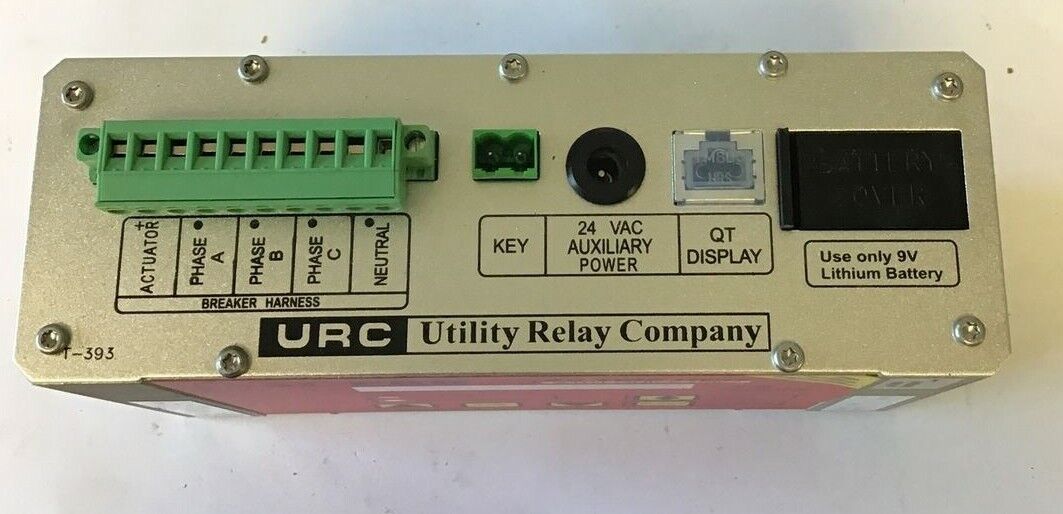 BATTERY
COVER
ACTUATOR +
PHASE A
PHASE B
PHASE C
NEUTRAL
BREAKER HARNESS
KEY
24 VAC
AUXILIARY
POWER
QT
DISPLAY
Use only 9V
Lithium Battery
URC Utility Relay Company
T-393